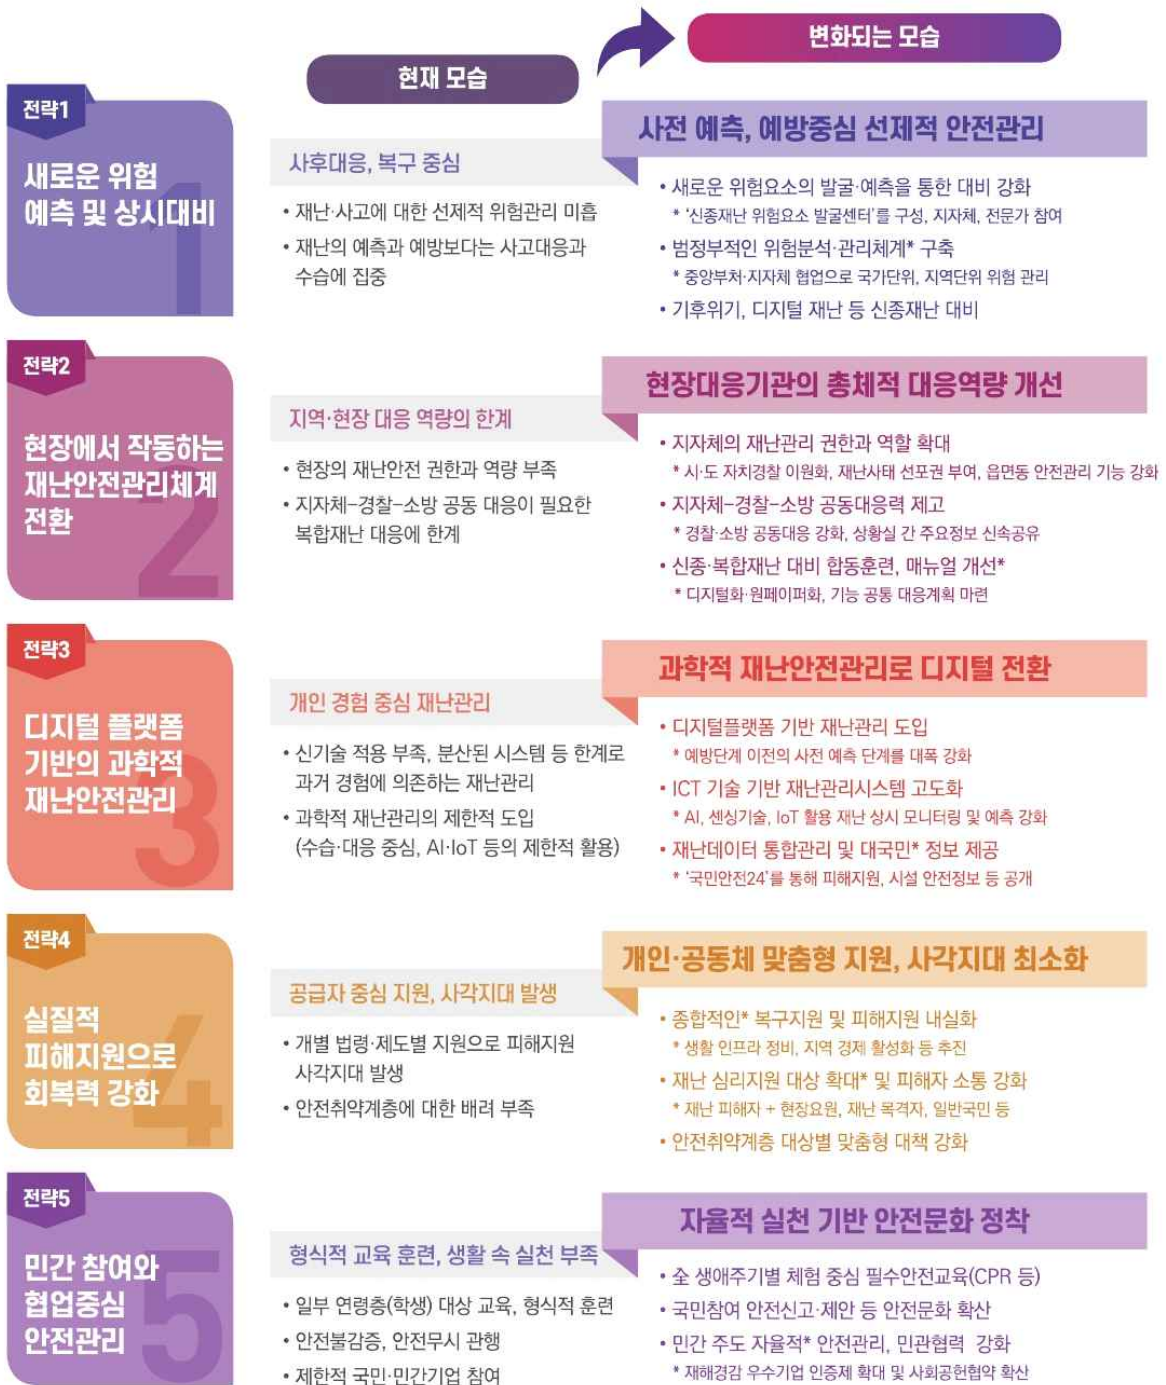 현재 모습
변화되는 모습
전략1
새로운 위험
예측 및 상시대비
1
사후대응, 복구 중심
• 재난·사고에 대한 선제적 위험관리 미흡
• 재난의 예측과 예방보다는 사고대응과
수습에 집중
사전 예측, 예방중심 선제적 안전관리
• 새로운 위험요소의 발굴·예측을 통한 대비 강화
* '신종재난 위험요소 발굴센터'를 구성, 지자체, 전문가 참여
• 범정부적인 위험분석·관리체계* 구축
* 중앙부처·지자체 협업으로 국가단위, 지역단위 위험 관리
• 기후위기, 디지털 재난 등 신종재난 대비
전략2
현장에서 작동하는
재난안전관리체계
전환
2
지역·현장 대응 역량의 한계
• 현장의 재난안전 권한과 역량 부족
• 지자체–경찰–소방 공동 대응이 필요한
복합재난 대응에 한계
현장대응기관의 총체적 대응역량 개선
• 지자체의 재난관리 권한과 역할 확대
* 시·도 자치경찰 이원화, 재난사태 선포권 부여, 읍면동 안전관리 기능 강화
• 지자체–경찰–소방 공동대응력 제고
* 경찰·소방 공동대응 강화, 상황실 간 주요정보 신속공유
• 신종·복합재난 대비 합동훈련, 매뉴얼 개선*
* 디지털화·원페이퍼화, 기능 공통 대응계획 마련
전략3
디지털 플랫폼
기반의 과학적
재난안전관리
3
개인 경험 중심 재난관리
• 신기술 적용 부족, 분산된 시스템 등 한계로
과거 경험에 의존하는 재난관리
• 과학적 재난관리의 제한적 도입
(수습·대응 중심, AI·IoT 등의 제한적 활용)
과학적 재난안전관리로 디지털 전환
• 디지털플랫폼 기반 재난관리 도입
* 예방단계 이전의 사전 예측 단계를 대폭 강화
• ICT 기술 기반 재난관리시스템 고도화
* AI, 센싱기술, IoT 활용 재난 상시 모니터링 및 예측 강화
• 재난데이터 통합관리 및 대국민* 정보 제공
* '국민안전24'를 통해 피해지원, 시설 안전정보 등 공개
전략4
실질적
피해지원으로
회복력 강화
4
공급자 중심 지원, 사각지대 발생
• 개별 법령·제도별 지원으로 피해지원
사각지대 발생
• 안전취약계층에 대한 배려 부족
개인·공동체 맞춤형 지원, 사각지대 최소화
• 종합적인* 복구지원 및 피해지원 내실화
* 생활 인프라 정비, 지역 경제 활성화 등 추진
• 재난 심리지원 대상 확대* 및 피해자 소통 강화
* 재난 피해자 + 현장요원, 재난 목격자, 일반국민 등
• 안전취약계층 대상별 맞춤형 대책 강화
전략5
민간 참여와
협업중심
안전관리
5
형식적 교육 훈련, 생활 속 실천 부족
• 일부 연령층(학생) 대상 교육, 형식적 훈련
• 안전불감증, 안전무시 관행
• 제한적 국민·민간기업 참여
자율적 실천 기반 안전문화 정착
• 全 생애주기별 체험 중심 필수안전교육(CPR 등)
• 국민참여 안전신고·제안 등 안전문화 확산
• 민간 주도 자율적* 안전관리, 민관협력 강화
* 재해경감 우수기업 인증제 확대 및 사회공헌협약 확산